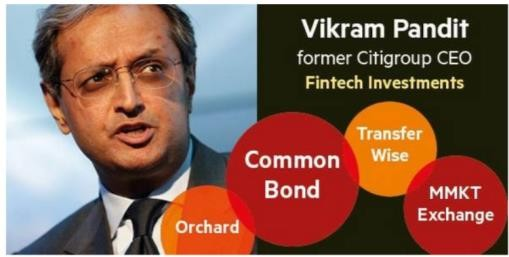 Vikram Pandit
former Citigroup CEO
Fintech Investments
Transfer
Wise
Common
Bond
MMKT
Exchange
Orchard